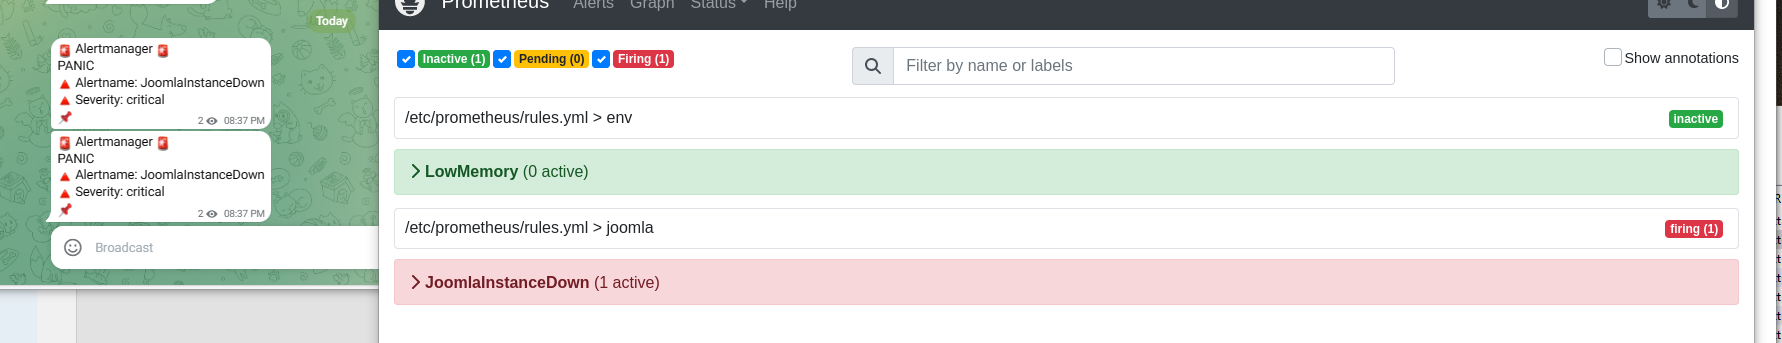 Today
🚨 Alertmanager 🚨
PANIC
🔺 Alertname: JoomlaInstanceDown
🔺 Severity: critical
📌 2 08:37 PM
🚨 Alertmanager 🚨
PANIC
🔺 Alertname: JoomlaInstanceDown
🔺 Severity: critical
📌 2 08:37 PM
Broadcast
Prometheus Alerts Graph Status Help
Inactive (1) Pending (0) Firing (1) Filter by name or labels Show annotations
/etc/prometheus/rules.yml > env inactive
LowMemory (0 active)
/etc/prometheus/rules.yml > joomla firing (1)
JoomlaInstanceDown (1 active)